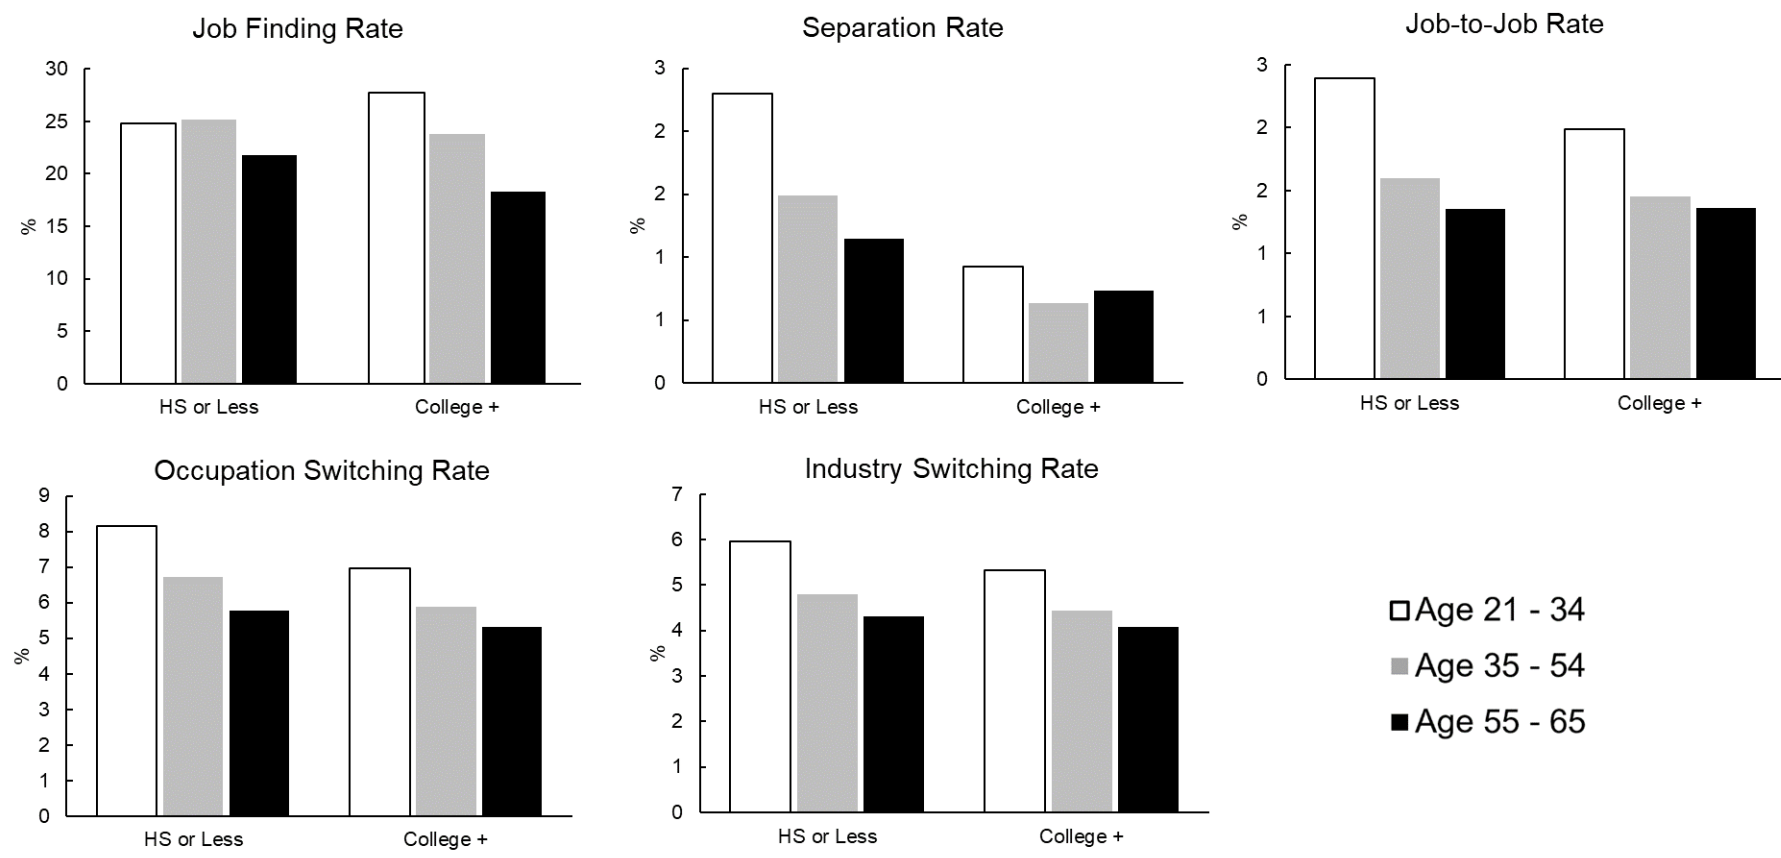 Job Finding Rate
30
25
20
15
10
5
0
%
HS or Less
College +
Separation Rate
3
2
2
1
1
0
%
HS or Less
College +
Job-to-Job Rate
3
2
2
1
1
0
%
HS or Less
College +
Occupation Switching Rate
9
8
7
6
5
4
3
2
1
0
%
HS or Less
College +
Industry Switching Rate
7
6
5
4
3
2
1
0
%
HS or Less
College +
Age 21 - 34
Age 35 - 54
Age 55 - 65